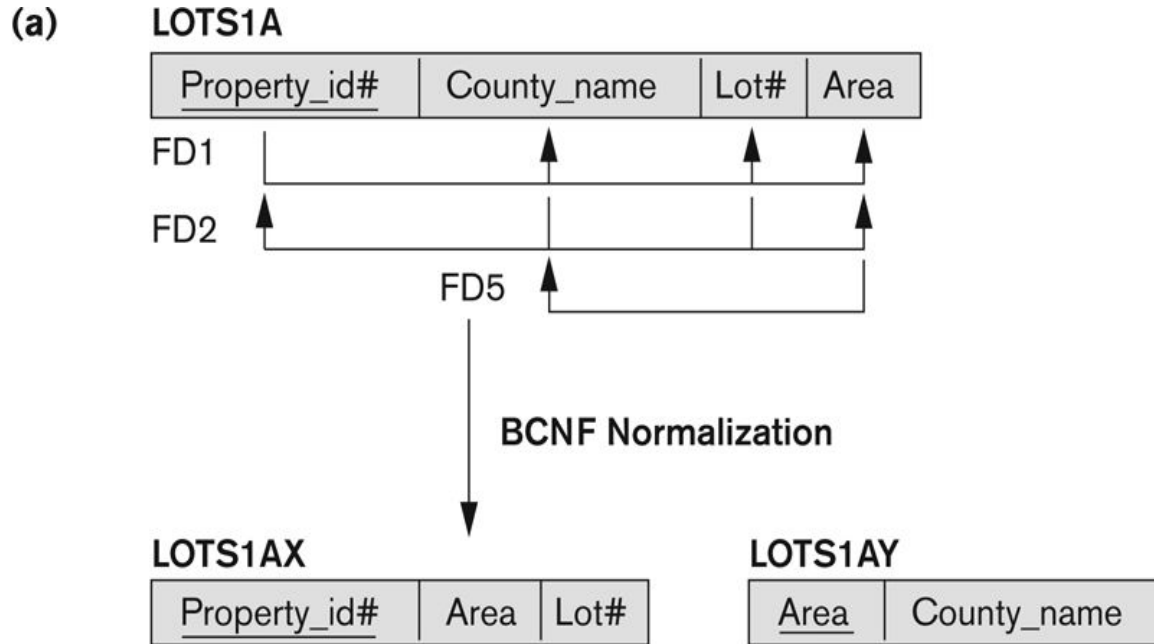 (a) LOTS1A
Property_id# County_name Lot# Area
FD1
FD2
FD5
BCNF Normalization
LOTS1AX LOTS1AY
Property_id# Area Lot# Area County_name